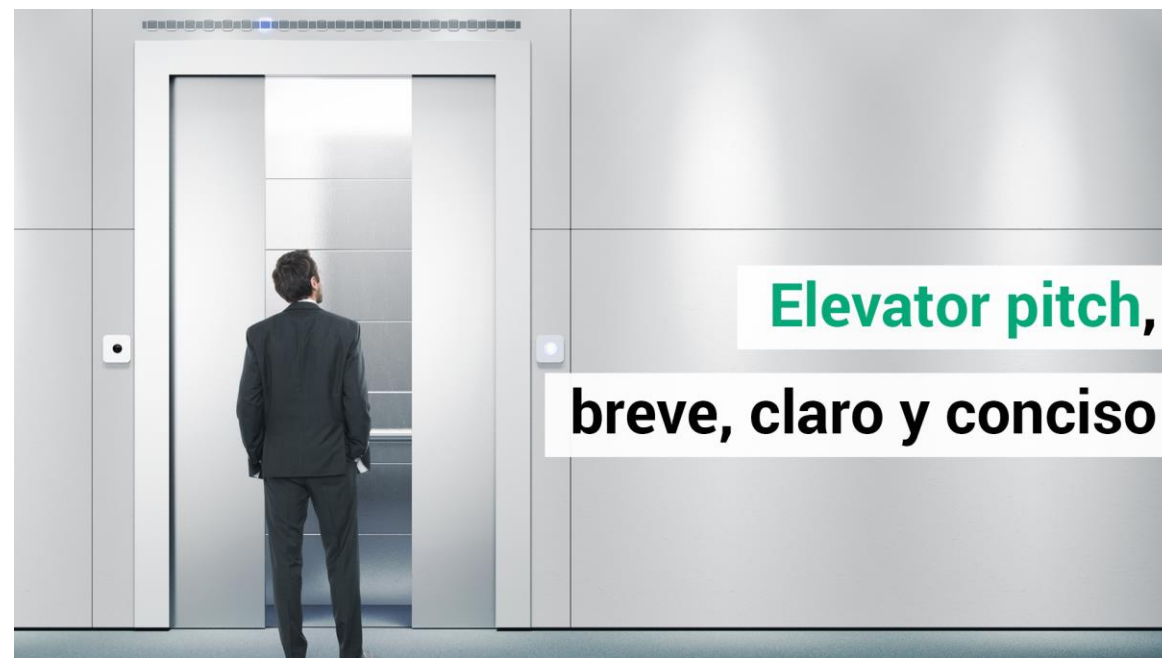 Elevator pitch,
breve, claro y conciso